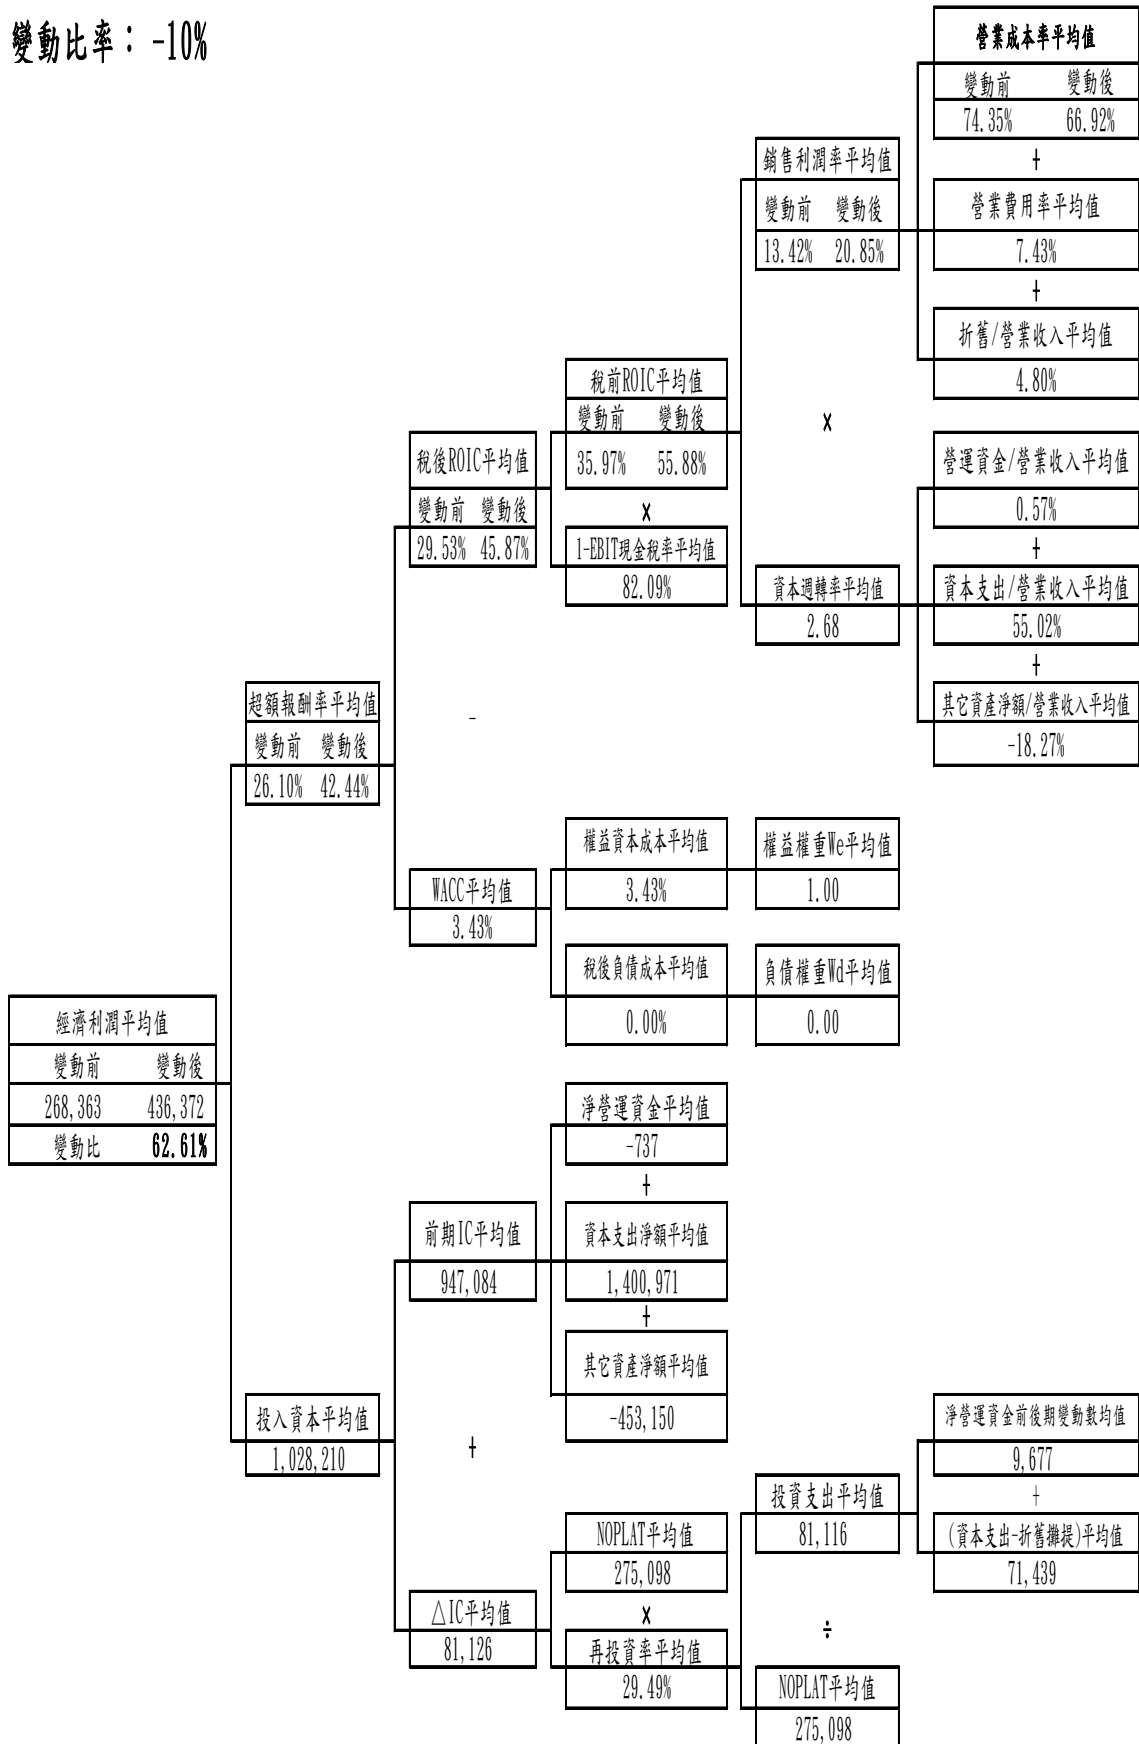 變動比率：-10%
營業成本率平均值
變動前 變動後
74.35% 66.92%
+
銷售利潤率平均值
變動前 變動後
13.42% 20.85%
營業費用率平均值
7.43%
+
折舊/營業收入平均值
4.80%
稅前ROIC平均值
變動前 變動後
35.97% 55.88%
×
1-EBIT現金稅率平均值
82.09%
×
稅後ROIC平均值
變動前 變動後
29.53% 45.87%
營運資金/營業收入平均值
0.57%
+
資本週轉率平均值
2.68
資本支出/營業收入平均值
55.02%
+
其它資產淨額/營業收入平均值
-18.27%
超額報酬率平均值
變動前 變動後
26.10% 42.44%
-
權益資本成本平均值
3.43%
權益權重We平均值
1.00
WACC平均值
3.43%
稅後負債成本平均值
0.00%
負債權重Wd平均值
0.00
經濟利潤平均值
變動前 變動後
268,363 436,372
變動比 62.61%
淨營運資金平均值
-737
+
前期IC平均值
947,084
資本支出淨額平均值
1,400,971
+
其它資產淨額平均值
-453,150
投入資本平均值
1,028,210
+
淨營運資金前後期變動數均值
9,677
+
(資本支出-折舊攤提)平均值
71,439
投資支出平均值
81,116
÷
NOPLAT平均值
275,098
NOPLAT平均值
275,098
×
再投資率平均值
29.49%
△IC平均值
81,126